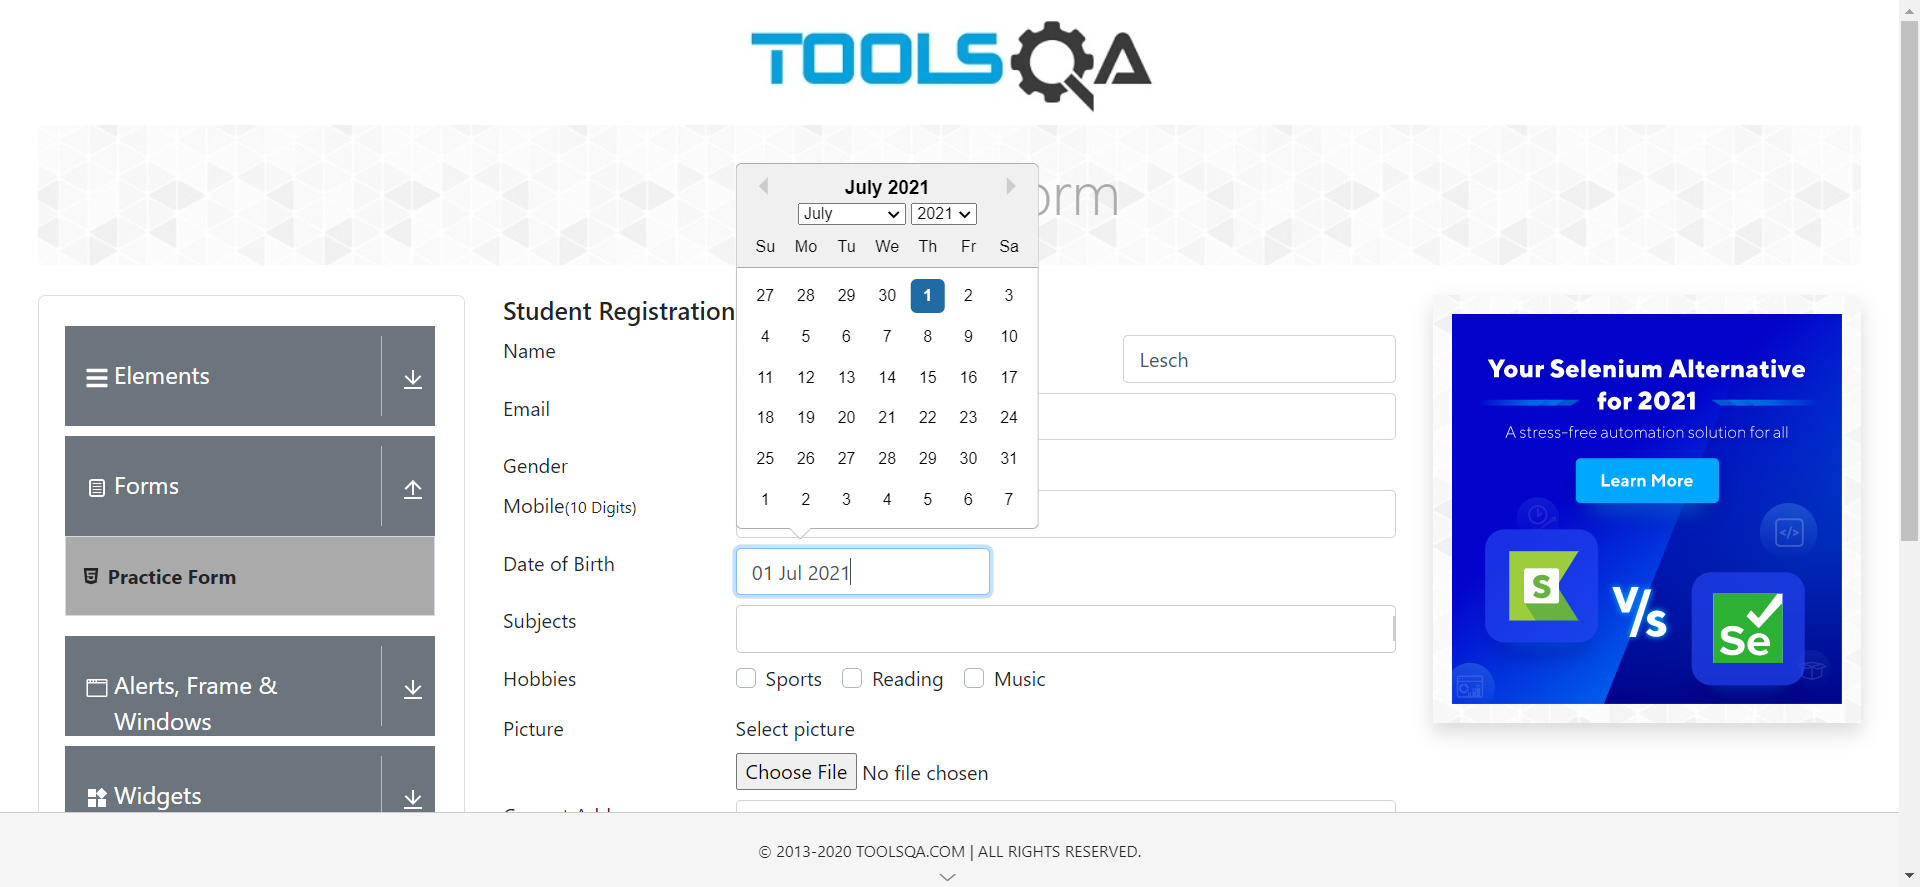 TOOLSQA
orm
July 2021
July 2021
Su Mo Tu We Th Fr Sa
27 28 29 30 1 2 3
4 5 6 7 8 9 10
11 12 13 14 15 16 17
18 19 20 21 22 23 24
25 26 27 28 29 30 31
1 2 3 4 5 6 7
Elements
Forms
Practice Form
Alerts, Frame &
Windows
Widgets
Student Registration
Name
Lesch
Email
Gender
Mobile(10 Digits)
Date of Birth
01 Jul 2021
Subjects
Hobbies
Sports Reading Music
Picture
Select picture
Choose File No file chosen
Your Selenium Alternative
for 2021
A stress-free automation solution for all
Learn More
S
V/s
Se
© 2013-2020 TOOLSQA.COM | ALL RIGHTS RESERVED.